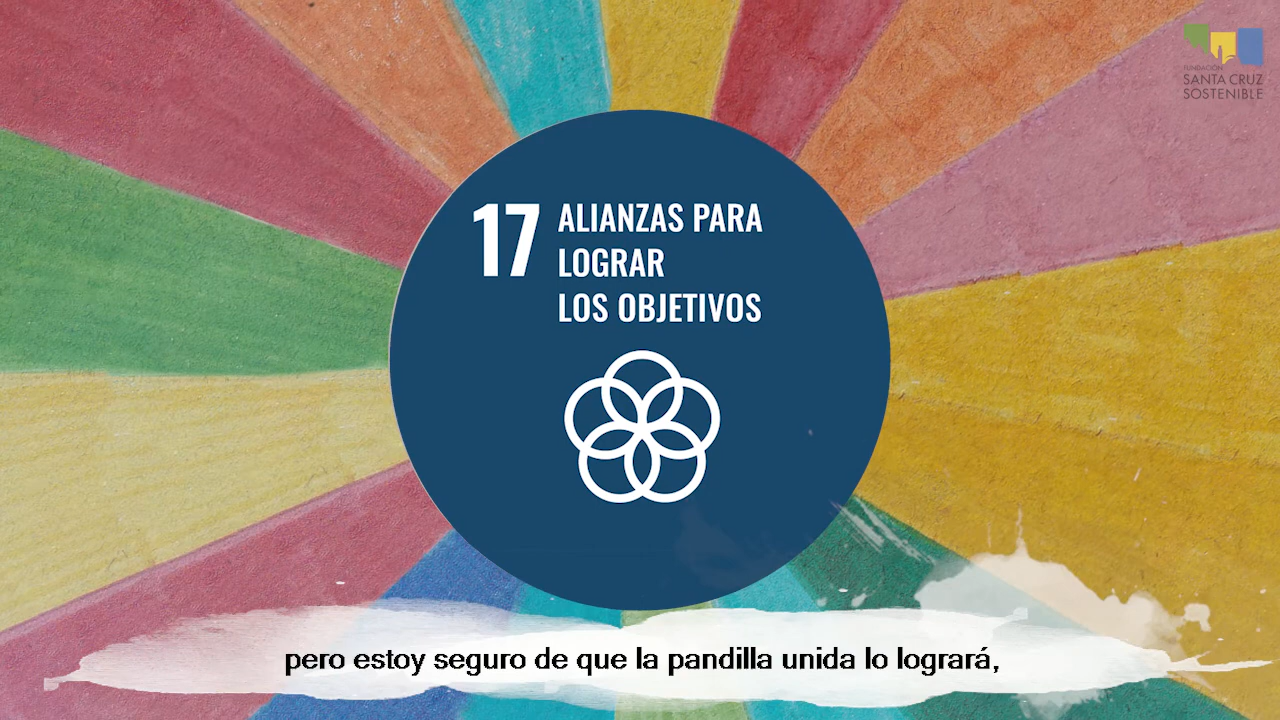 FUNDACIÓN
SANTA CRUZ
SOSTENIBLE
17 ALIANZAS PARA
LOGRAR
LOS OBJETIVOS
pero estoy seguro de que la pandilla unida lo logrará,